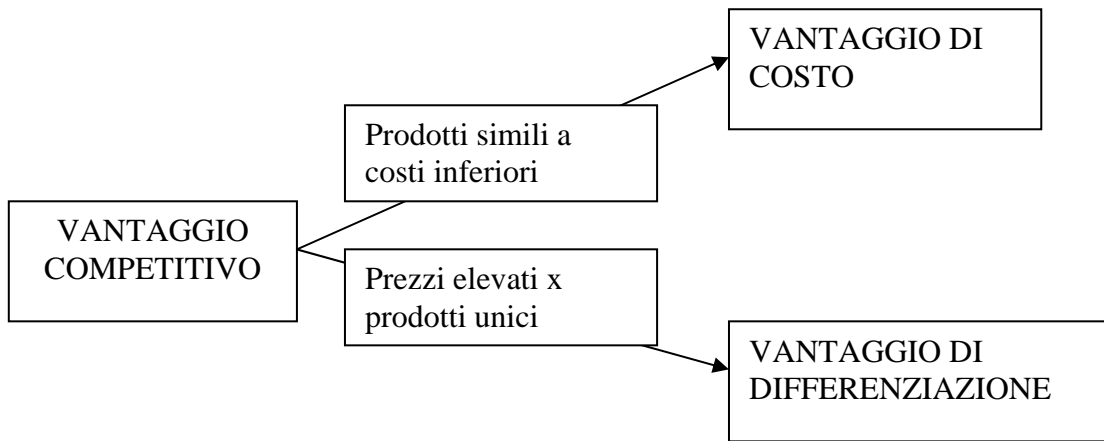 VANTAGGIO DI
COSTO
Prodotti simili a
costi inferiori
VANTAGGIO
COMPETITIVO
Prezzi elevati x
prodotti unici
VANTAGGIO DI
DIFFERENZIAZIONE